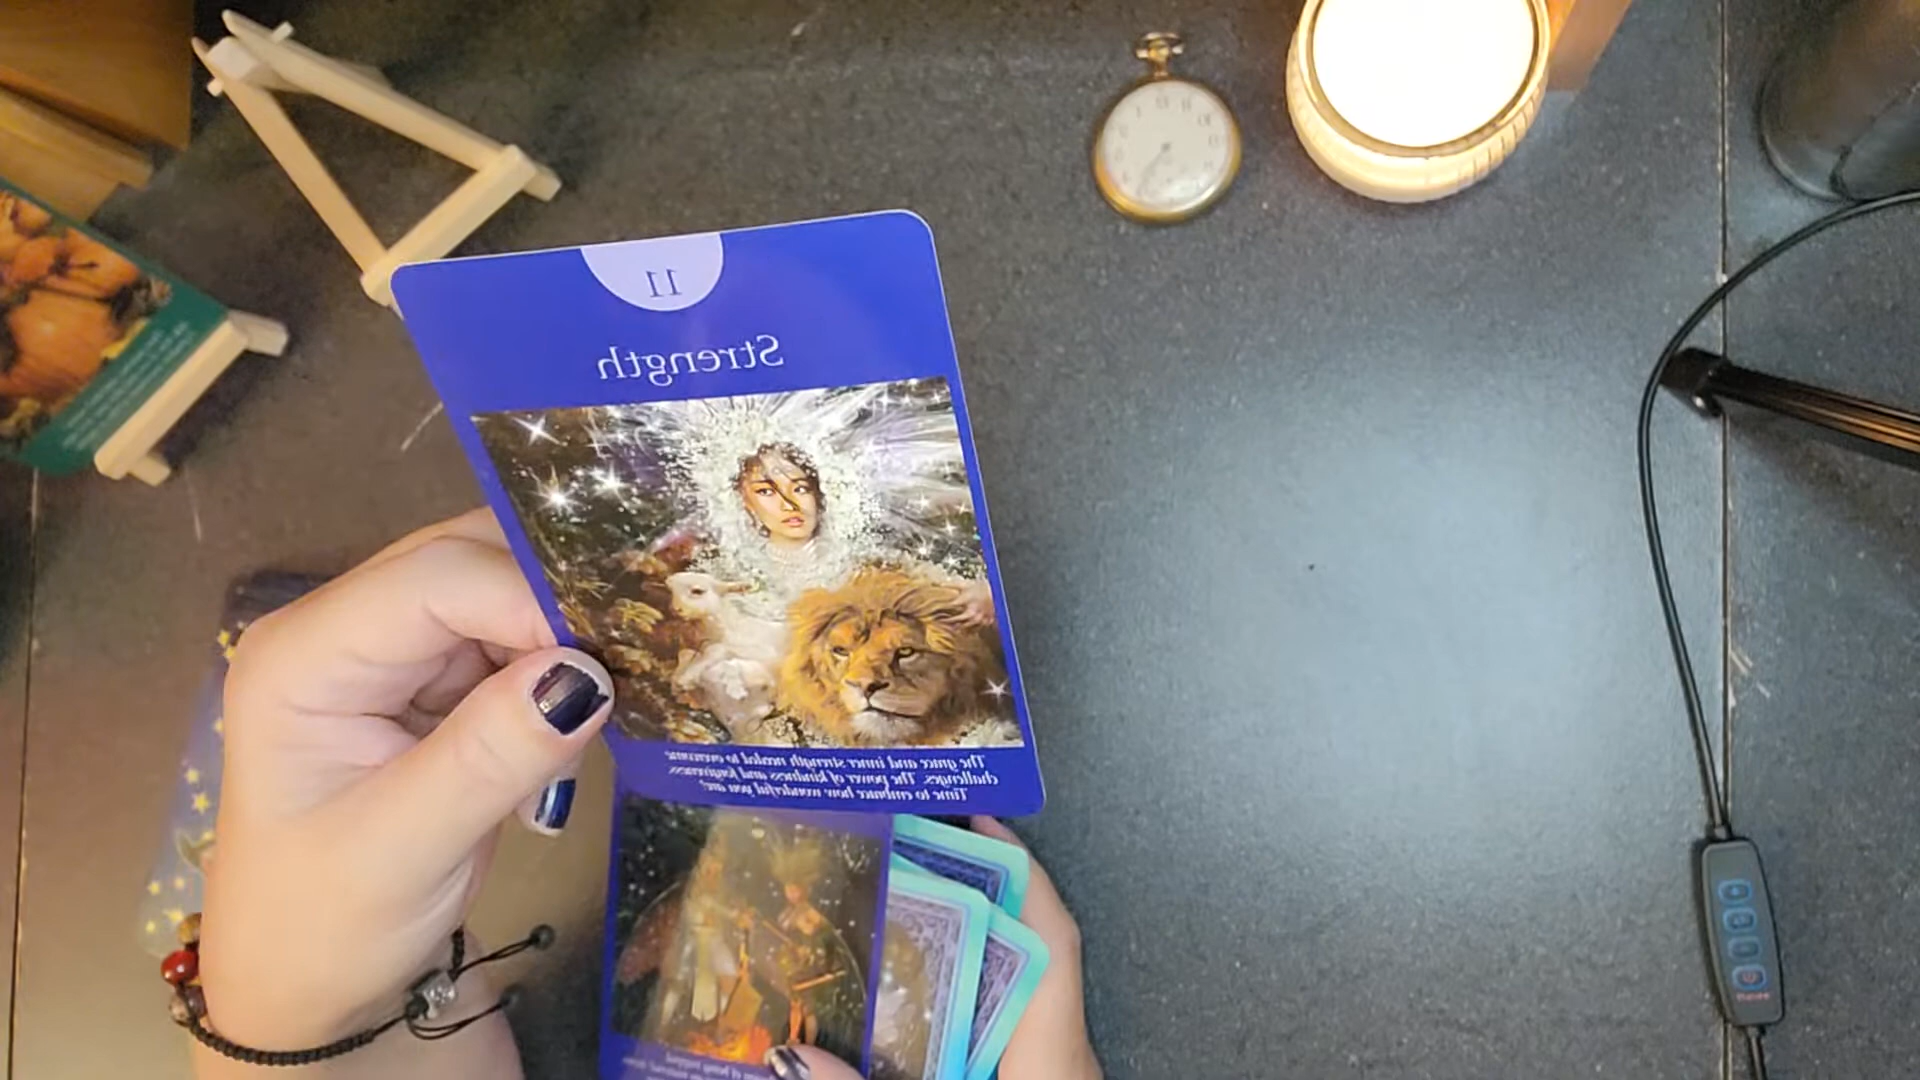 11
Strength
The grace and inner strength needed to overcome
challenges. The power of kindness and forgiveness
Time to embrace how wonderful you are!